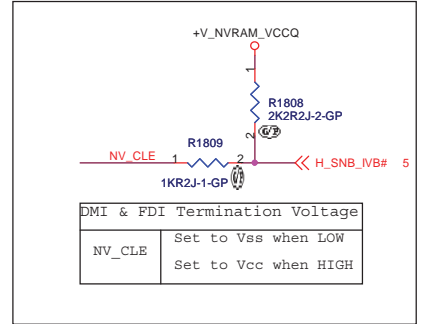 +V_NVRAM_VCCQ
1
R1808
2K2R2J-2-GP
2
R1809
NV_CLE
1
2
H_SNB_IVB#
5
1KR2J-1-GP
DMI & FDI Termination Voltage
NV_CLE
Set to Vss when LOW
Set to Vcc when HIGH